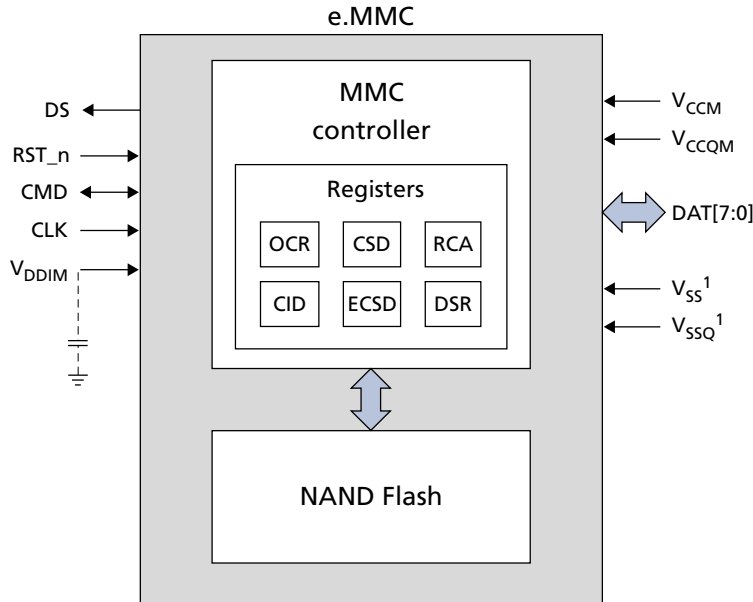 e.MMC
MMC
controller
Registers
OCR CSD RCA
CID ECSD DSR
NAND Flash
DS
RST_n
CMD
CLK
VDDIM
VCCM
VCCQM
DAT[7:0]
VSS1
VSSQ1